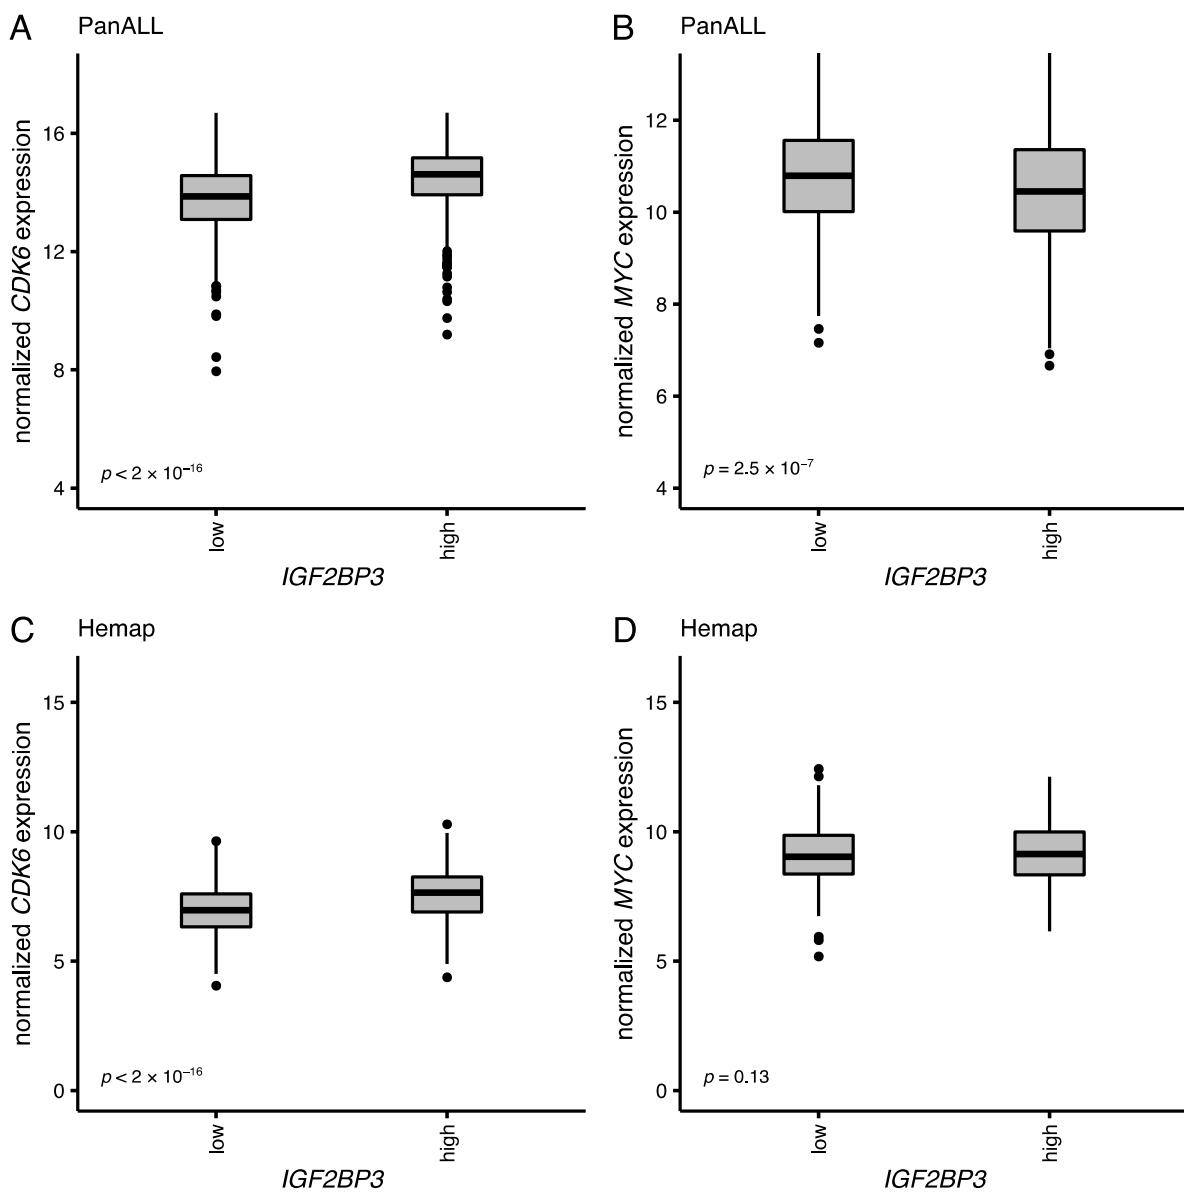 A PanALL
normalized CDK6 expression
16
12
8
4
p < 2 × 10⁻¹⁶
low
high
IGF2BP3
B PanALL
normalized MYC expression
12
10
8
6
4
p = 2.5 × 10⁻⁷
low
high
IGF2BP3
C Hemap
normalized CDK6 expression
15
10
5
0
p < 2 × 10⁻¹⁶
low
high
IGF2BP3
D Hemap
normalized MYC expression
15
10
5
0
p = 0.13
low
high
IGF2BP3